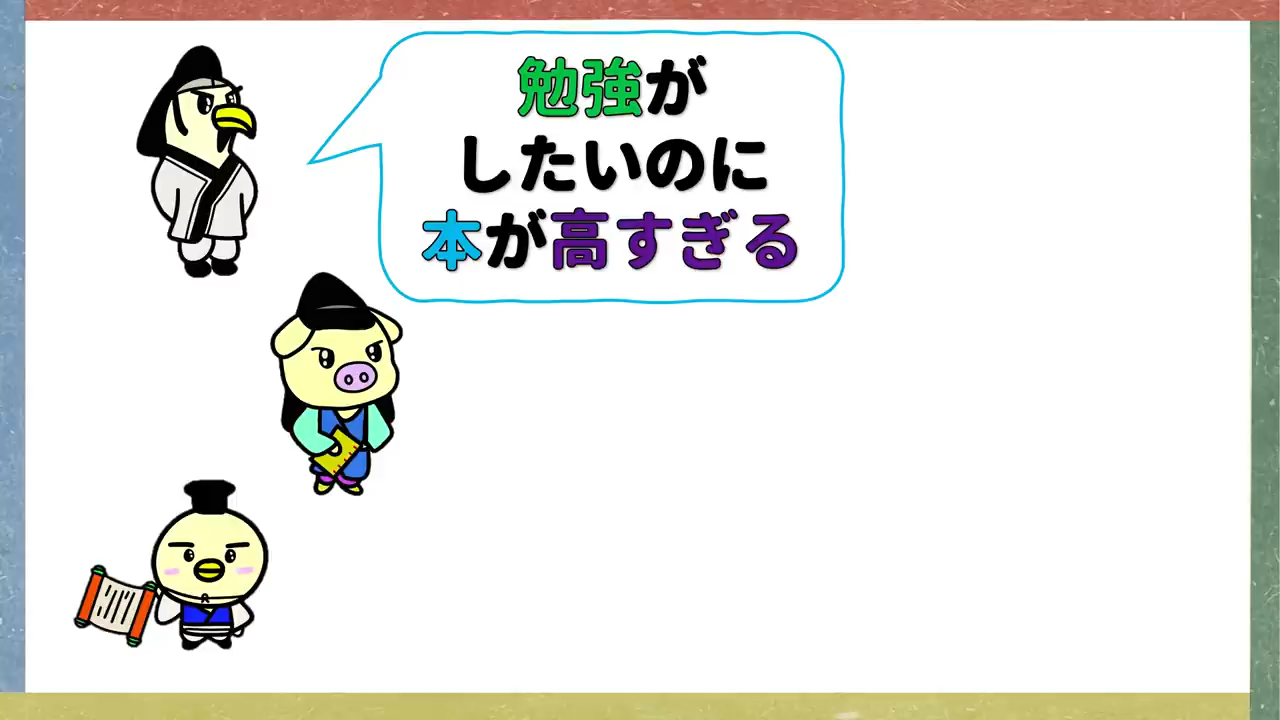 勉強が
したいのに
本が高すぎる